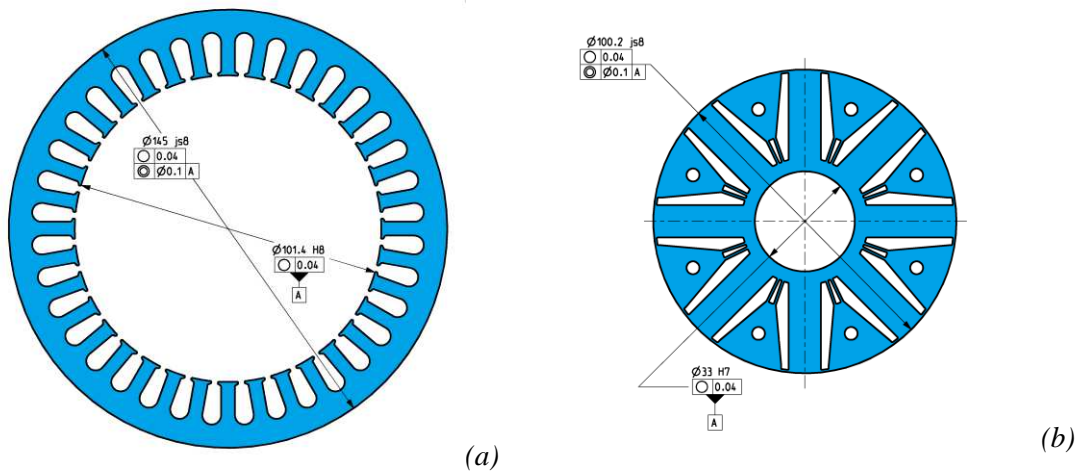 Ø145 js8
○ 0.04
◎ Ø0.1 A
Ø101.4 H8
○ 0.04
A
(a)
Ø100.2 js8
○ 0.04
◎ Ø0.1 A
Ø33 H7
○ 0.04
A
(b)